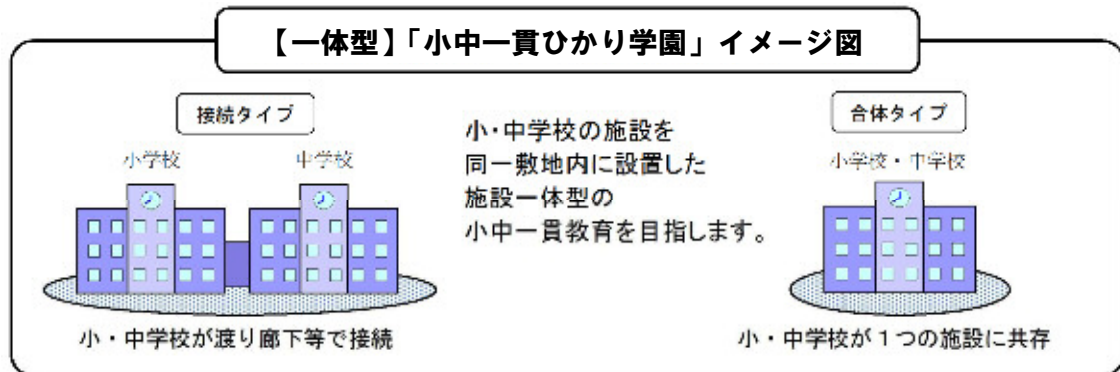 【一体型】「小中一貫ひかり学園」イメージ図
接続タイプ
小学校
中学校
小・中学校が渡り廊下等で接続
小・中学校の施設を
同一敷地内に設置した
施設一体型の
小中一貫教育を目指します。
合体タイプ
小学校・中学校
小・中学校が１つの施設に共存